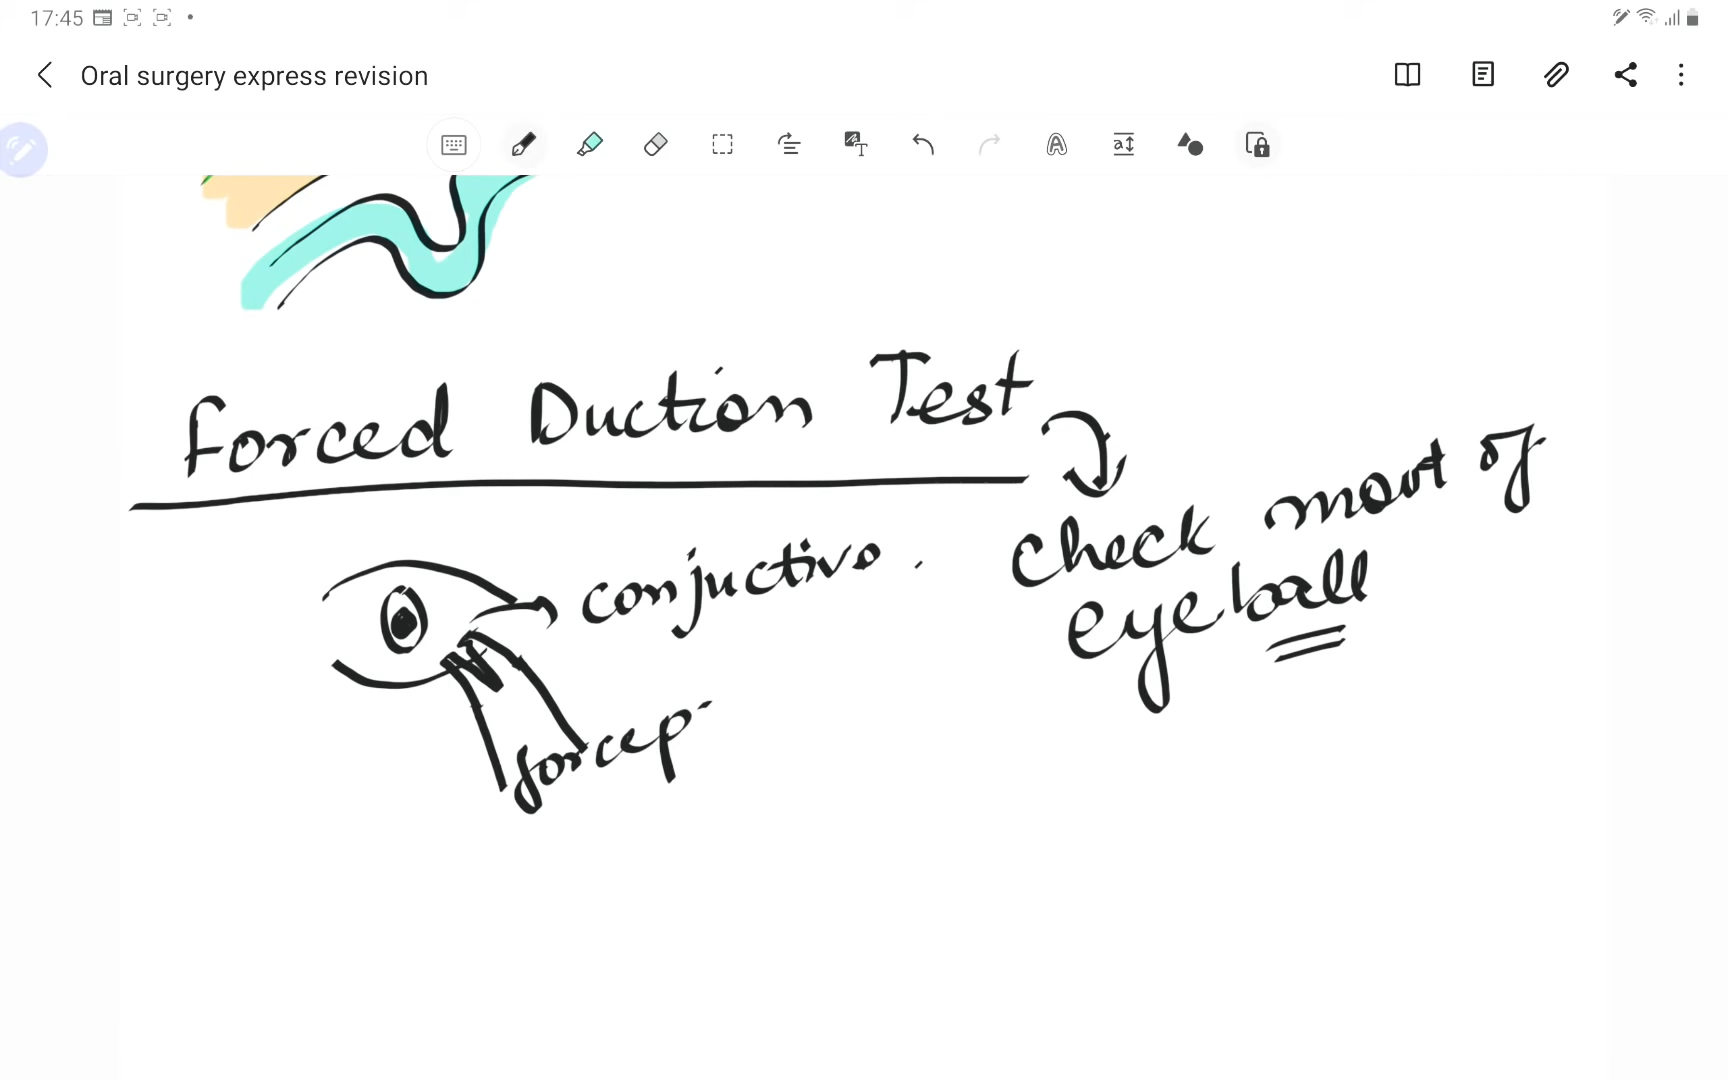 17:45
Oral surgery express revision
Forced Duction Test
Check movt of
eyeball
conjuctiva.
forcep